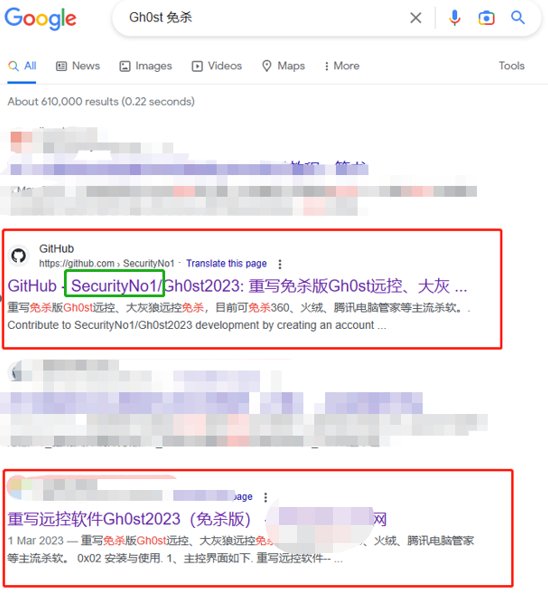 Google
Gh0st 免杀
All
News
Images
Videos
Maps
More
Tools
About 610,000 results (0.22 seconds)
GitHub
https://github.com › SecurityNo1 · Translate this page
GitHub - SecurityNo1/Gh0st2023: 重写免杀版Gh0st远控、大灰 ...
重写免杀版Gh0st远控、大灰狼远控免杀，目前可免杀360、火绒、腾讯电脑管家等主流杀软。.
Contribute to SecurityNo1/Gh0st2023 development by creating an account ...
page
重写远控软件Gh0st2023（免杀版） 网
1 Mar 2023 — 重写免杀版Gh0st远控、大灰狼远控免杀 、火绒、腾讯电脑管家
等主流杀软。 0x02 安装与使用. 1、主控界面如下. 重写远控软件-- ...